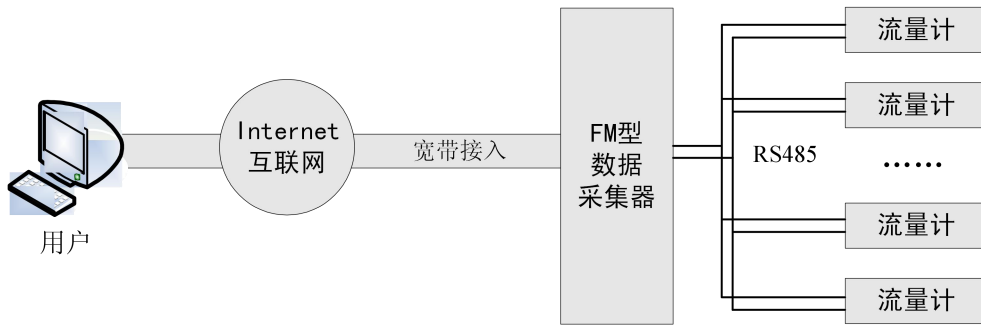 用户
Internet
互联网
宽带接入
FM型
数据
采集器
RS485
流量计
流量计
……
流量计
流量计